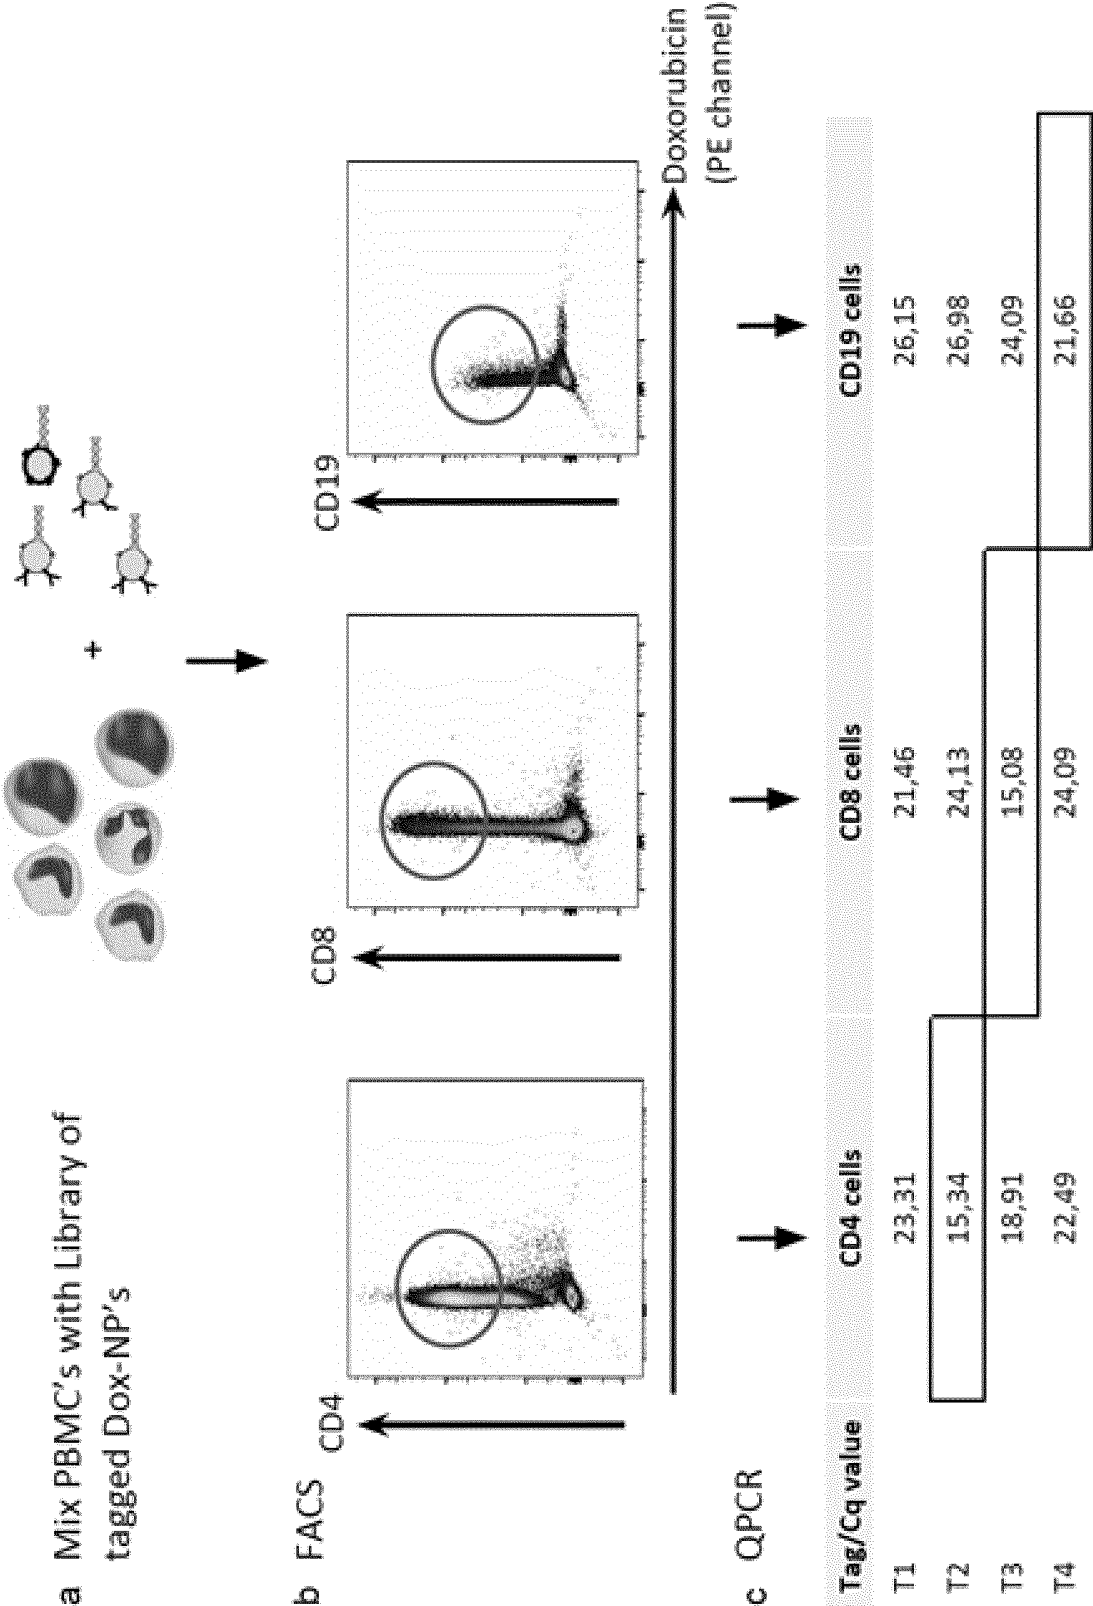 a Mix PBMC's with Library of
tagged Dox-NP's
+
b FACS
CD4
CD8
CD19
Doxorubicin
(PE channel)
c QPCR
Tag/Cq value CD4 cells CD8 cells CD19 cells
T1 23,31 21,46 26,15
T2 15,34 24,13 26,98
T3 18,91 15,08 24,09
T4 22,49 24,09 21,66